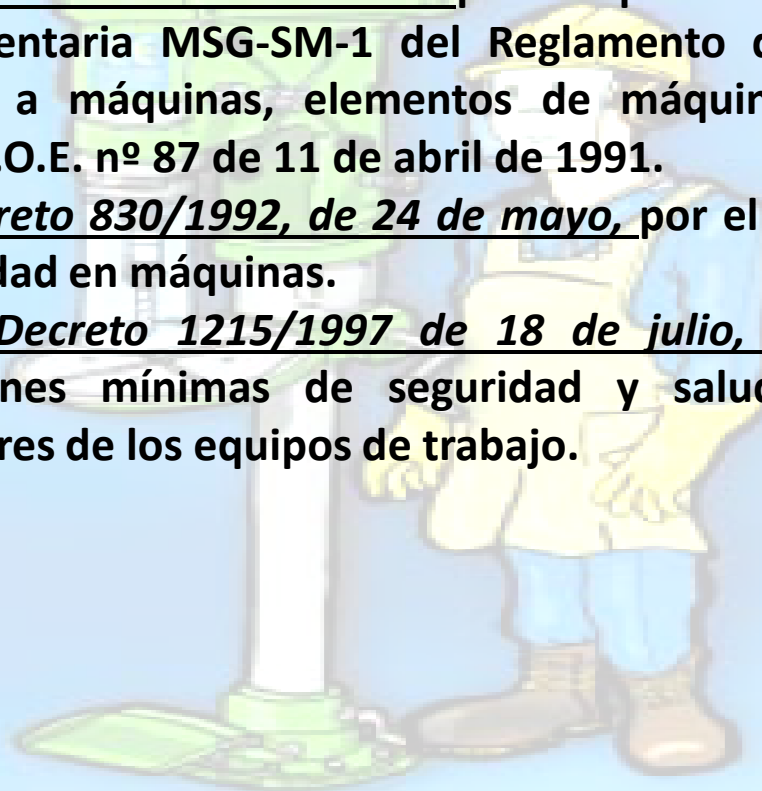 entaria MSG-SM-1 del Reglamento
a máquinas, elementos de
.O.E. nº 87 de 11 de abril de 1991.
reto 830/1992, de 24 de mayo, por el
dad en máquinas.
Decreto 1215/1997 de 18 de julio,
nes mínimas de seguridad y
res de los equipos de trabajo.